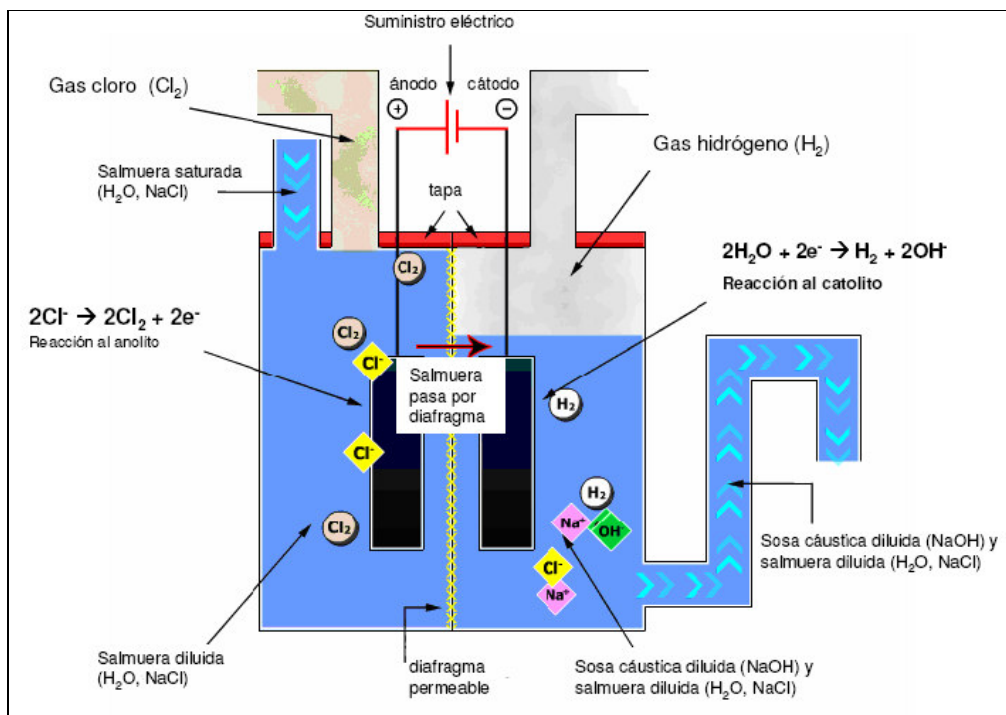 Suministro eléctrico
ánodo
cátodo
+
−
Gas cloro (Cl₂)
Gas hidrógeno (H₂)
Salmuera saturada
(H₂O, NaCl)
tapa
2H₂O + 2e⁻ → H₂ + 2OH⁻
Reacción al catolito
Cl₂
2Cl⁻ → 2Cl₂ + 2e⁻
Reacción al anolito
Cl₂
Cl⁻
Salmuera
pasa por
diafragma
H₂
Cl⁻
H₂
Cl₂
Na⁺
OH⁻
Cl⁻
Na⁺
Sosa cáustica diluida (NaOH) y
salmuera diluida (H₂O, NaCl)
Salmuera diluida
(H₂O, NaCl)
diafragma
permeable
Sosa cáustica diluida (NaOH) y
salmuera diluida (H₂O, NaCl)